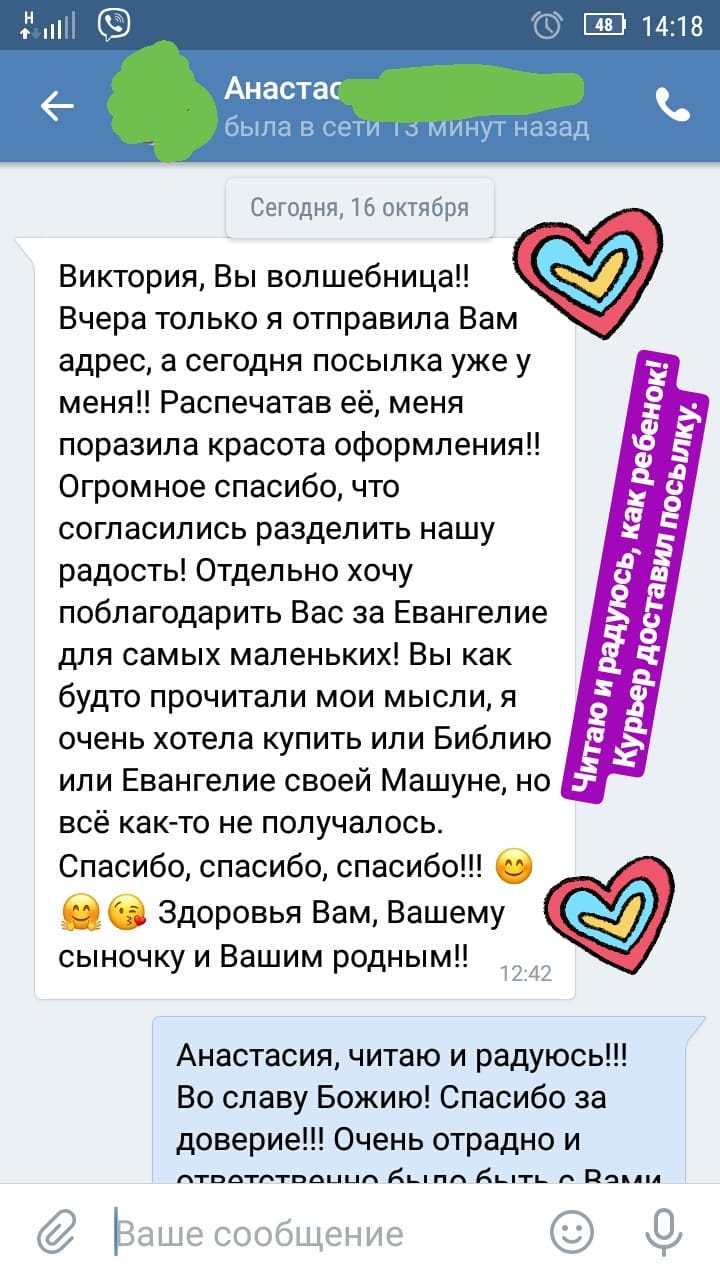 H
48
14:18
Анастас
была в сети 13 минут назад
Сегодня, 16 октября
Виктория, Вы волшебница!!
Вчера только я отправила Вам
адрес, а сегодня посылка уже у
меня!! Распечатав её, меня
поразила красота оформления!!
Огромное спасибо, что
согласились разделить нашу
радость! Отдельно хочу
поблагодарить Вас за Евангелие
для самых маленьких! Вы как
будто прочитали мои мысли, я
очень хотела купить или Библию
или Евангелие своей Машуне, но
всё как-то не получалось.
Спасибо, спасибо, спасибо!!! 😊
🤗😘 Здоровья Вам, Вашему
сыночку и Вашим родным!!
12:42
Читаю и радуюсь, как ребенок!
Курьер доставил посылку.
Анастасия, читаю и радуюсь!!!
Во славу Божию! Спасибо за
доверие!!! Очень отрадно и
ответственно было быть с Вами
Ваше сообщение